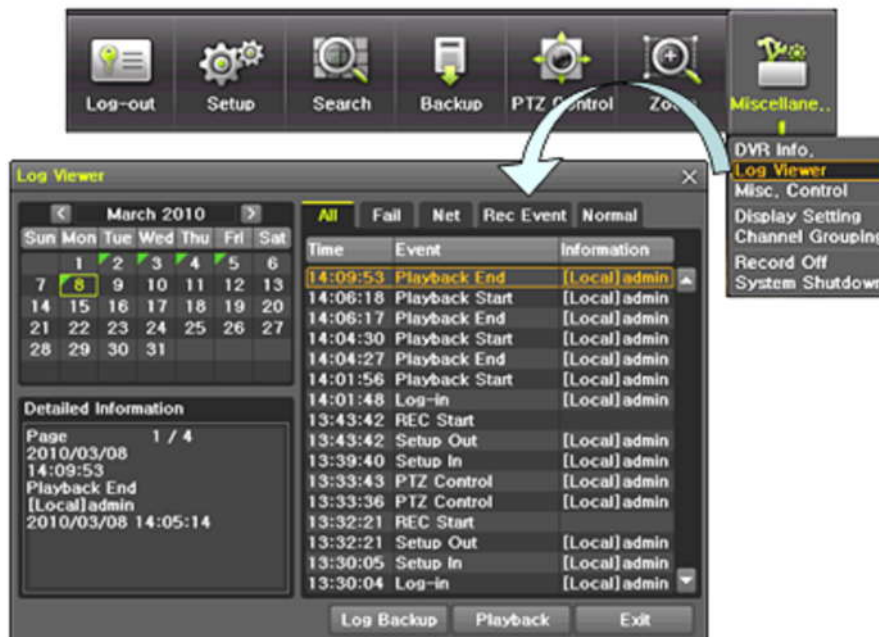 Log-out Setup Search Backup PTZ Control Zoom Miscellane..
DVR Info.
Log Viewer
Misc. Control
Display Setting
Channel Grouping
Record Off
System Shutdown
Log Viewer
March 2010
Sun Mon Tue Wed Thu Fri Sat
1 2 3 4 5 6
7 8 9 10 11 12 13
14 15 16 17 18 19 20
21 22 23 24 25 26 27
28 29 30 31
Detailed Information
Page 1 / 4
2010/03/08
14:09:53
Playback End
[Local]admin
2010/03/08 14:05:14
All Fail Net Rec Event Normal
Time Event Information
14:09:53 Playback End [Local]admin
14:06:18 Playback Start [Local]admin
14:06:17 Playback End [Local]admin
14:04:30 Playback Start [Local]admin
14:04:27 Playback End [Local]admin
14:01:56 Playback Start [Local]admin
14:01:48 Log-in [Local]admin
13:43:42 REC Start
13:43:42 Setup Out [Local]admin
13:39:40 Setup In [Local]admin
13:33:43 PTZ Control [Local]admin
13:33:36 PTZ Control [Local]admin
13:32:21 REC Start
13:32:21 Setup Out [Local]admin
13:30:05 Setup In [Local]admin
13:30:04 Log-in [Local]admin
Log Backup Playback Exit